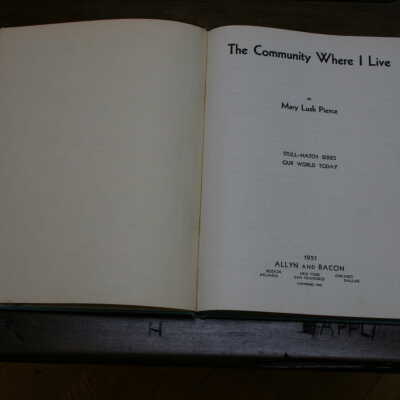 The Community Where I Live
BY
Mary Lusk Pierce
STULL-HATCH SERIES
OUR WORLD TODAY
1951
ALLYN AND BACON
BOSTON NEW YORK CHICAGO
ATLANTA SAN FRANCISCO DALLAS
H